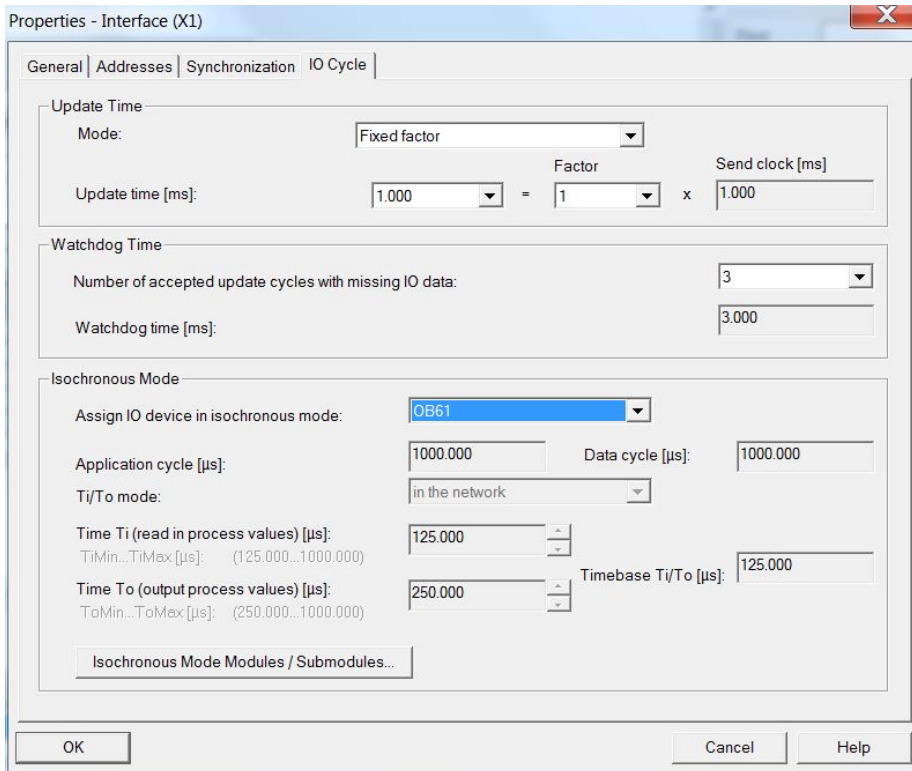 Properties - Interface (X1)
General Addresses Synchronization IO Cycle
Update Time
Mode: Fixed factor
Factor Send clock [ms]
Update time [ms]: 1.000 = 1 x 1.000
Watchdog Time
Number of accepted update cycles with missing IO data: 3
Watchdog time [ms]: 3.000
Isochronous Mode
Assign IO device in isochronous mode: OB61
Application cycle [µs]: 1000.000 Data cycle [µs]: 1000.000
Ti/To mode: in the network
Time Ti (read in process values) [µs]: 125.000
TiMin...TiMax [µs]: (125.000...1000.000)
Timebase Ti/To [µs]: 125.000
Time To (output process values) [µs]: 250.000
ToMin...ToMax [µs]: (250.000...1000.000)
Isochronous Mode Modules / Submodules...
OK Cancel Help